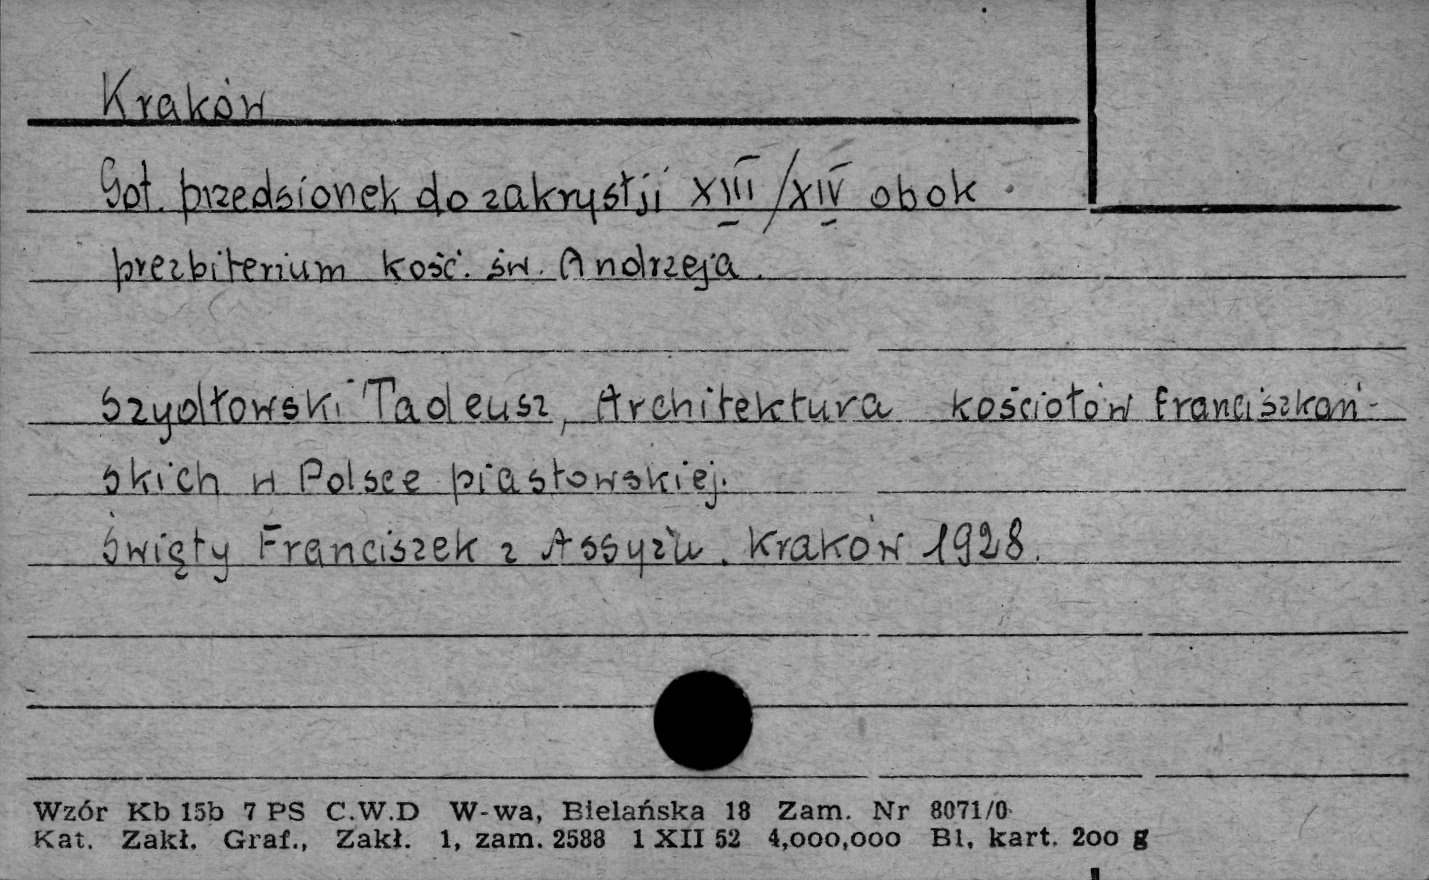 Kraków
Got. przedsionek do zakrystji XIII/XIV obok
prezbiterium kość. św. Andrzeja.
Szydłowski Tadeusz, Architektura kościołów franciszkań-
skich w Polsce piastowskiej.
Święty Franciszek z Assyżu. Kraków 1928.
Wzór Kb 15b 7 PS C.W.D W-wa, Bielańska 18 Zam. Nr 8071/0
Kat. Zakł. Graf., Zakł. 1, zam. 2588 1 XII 52 4,000,000 Bl, kart. 200 g